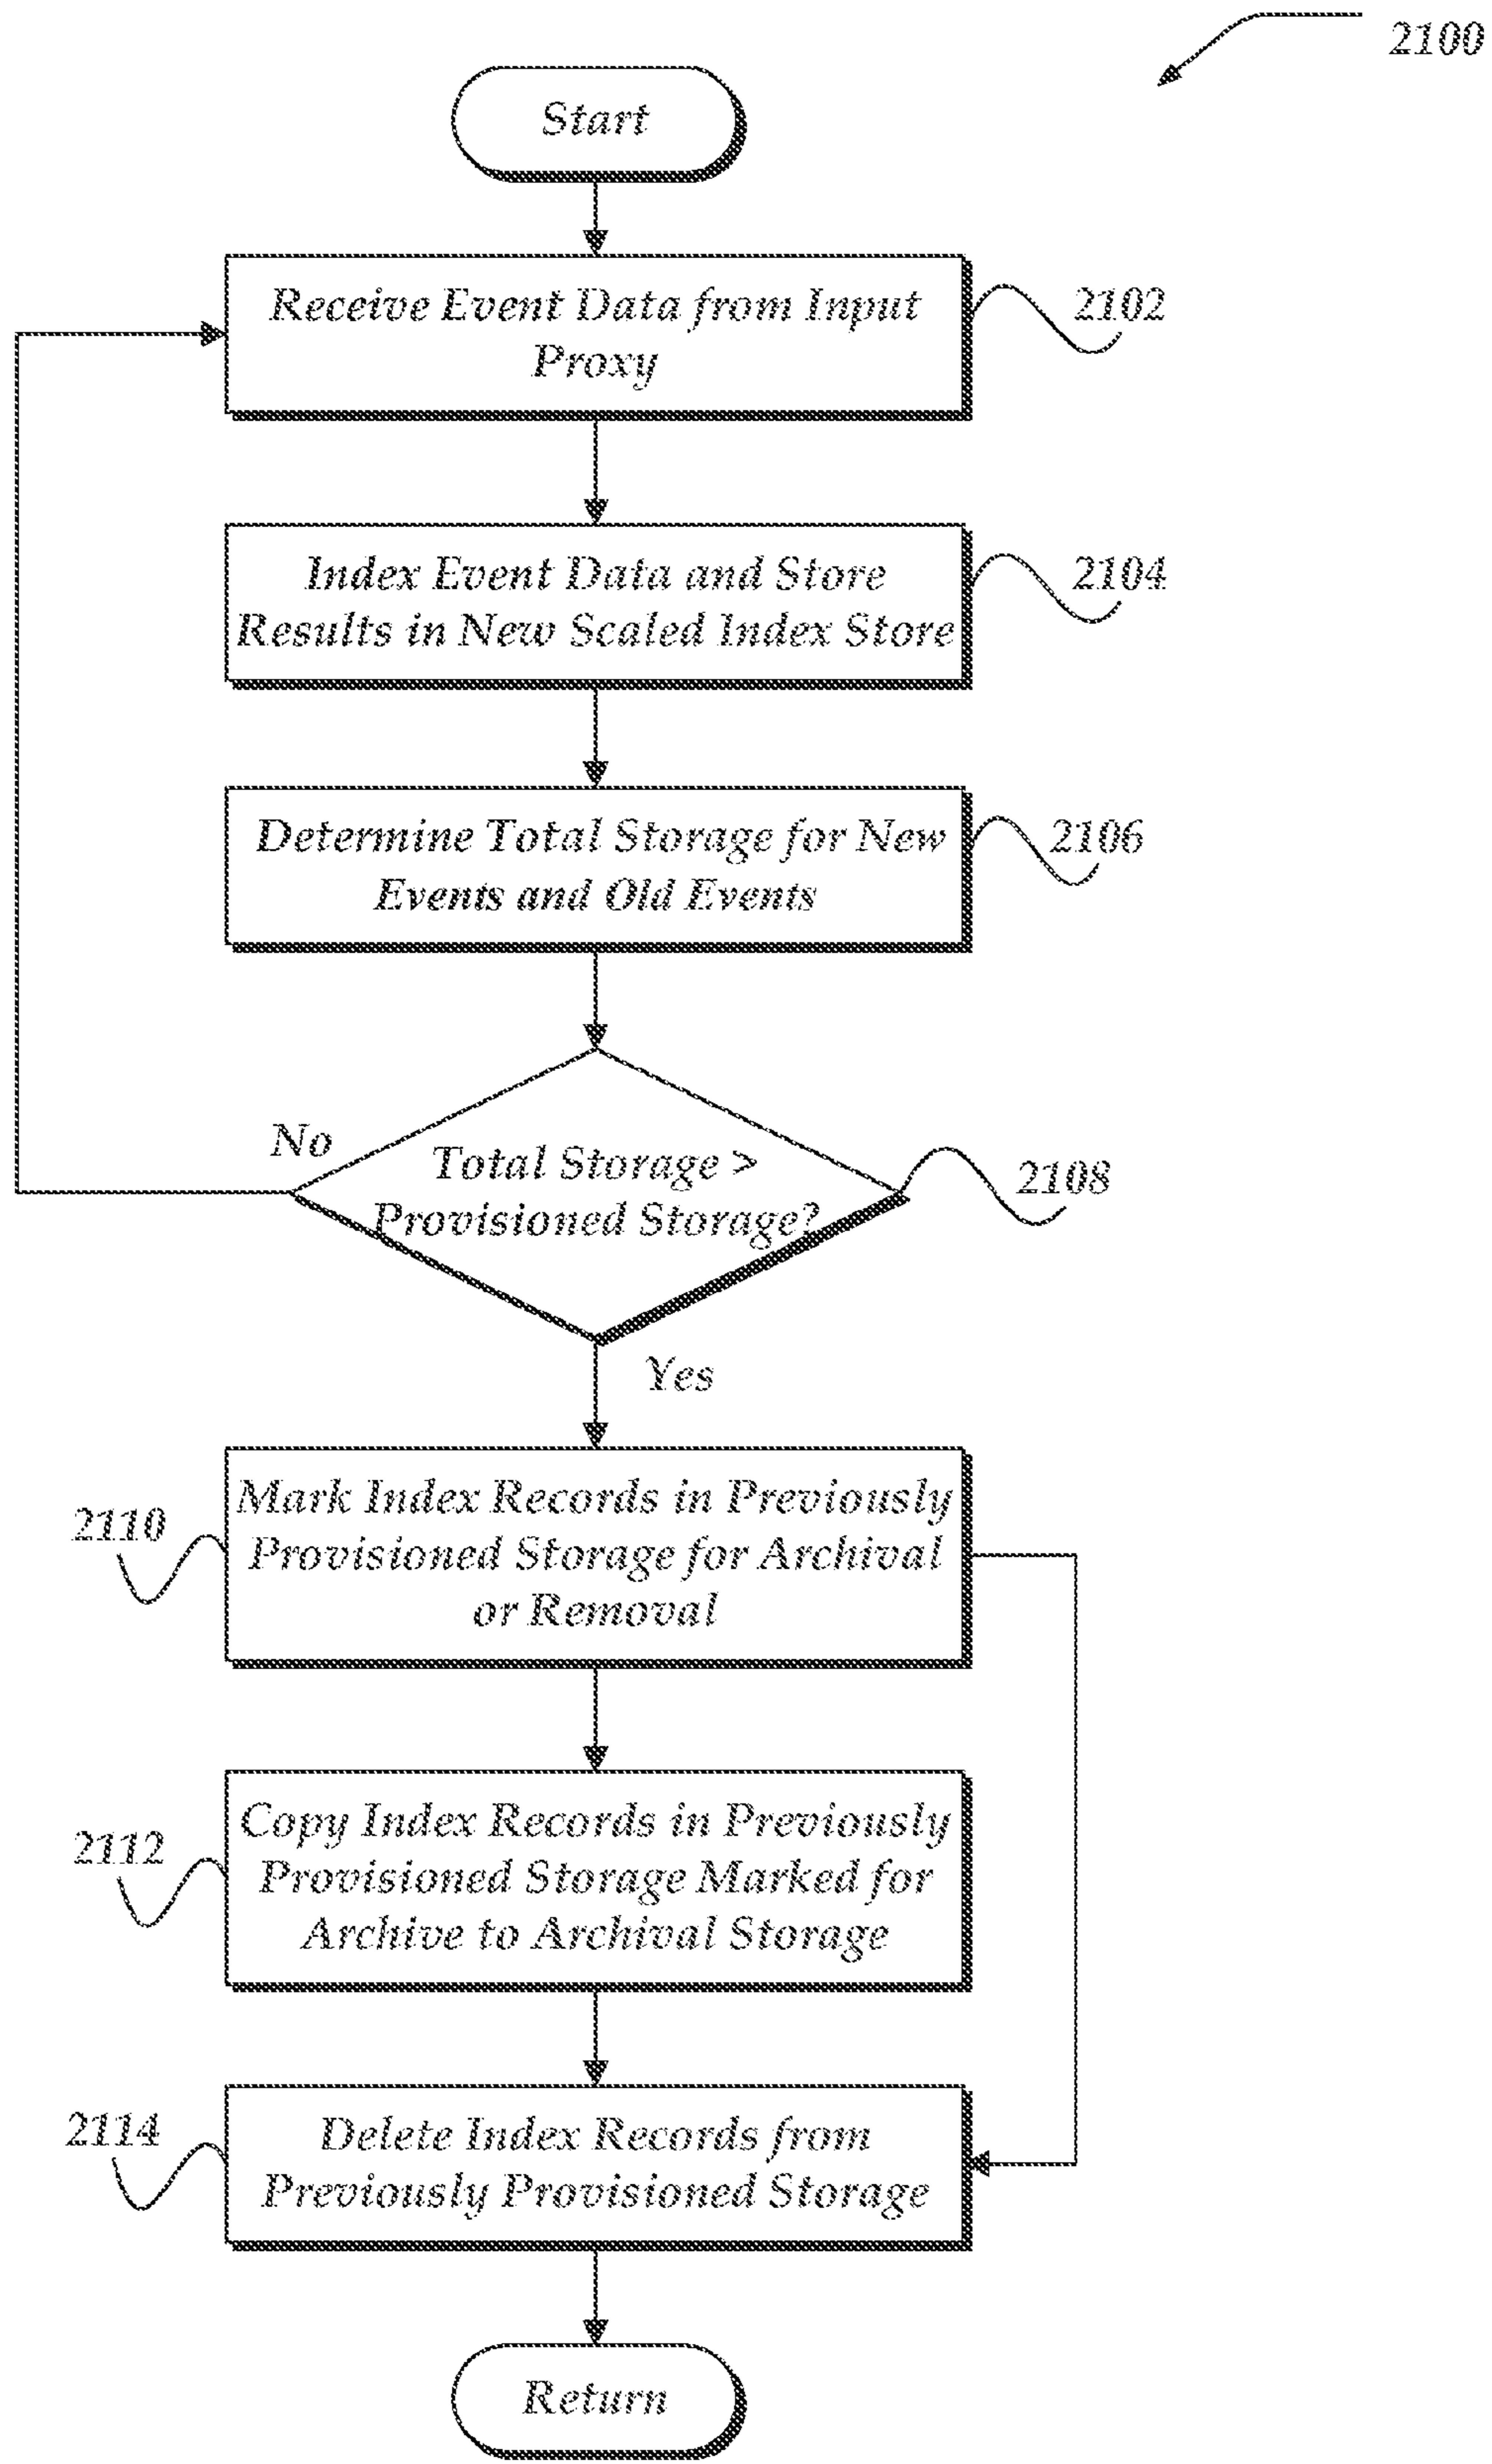 2100
Start
Receive Event Data from Input
Proxy
2102
Index Event Data and Store
Results in New Scaled Index Store
2104
Determine Total Storage for New
Events and Old Events
2106
No
Total Storage >
Provisioned Storage?
2108
Yes
Mark Index Records in Previously
Provisioned Storage for Archival
or Removal
2110
Copy Index Records in Previously
Provisioned Storage Marked for
Archive to Archival Storage
2112
Delete Index Records from
Previously Provisioned Storage
2114
Return